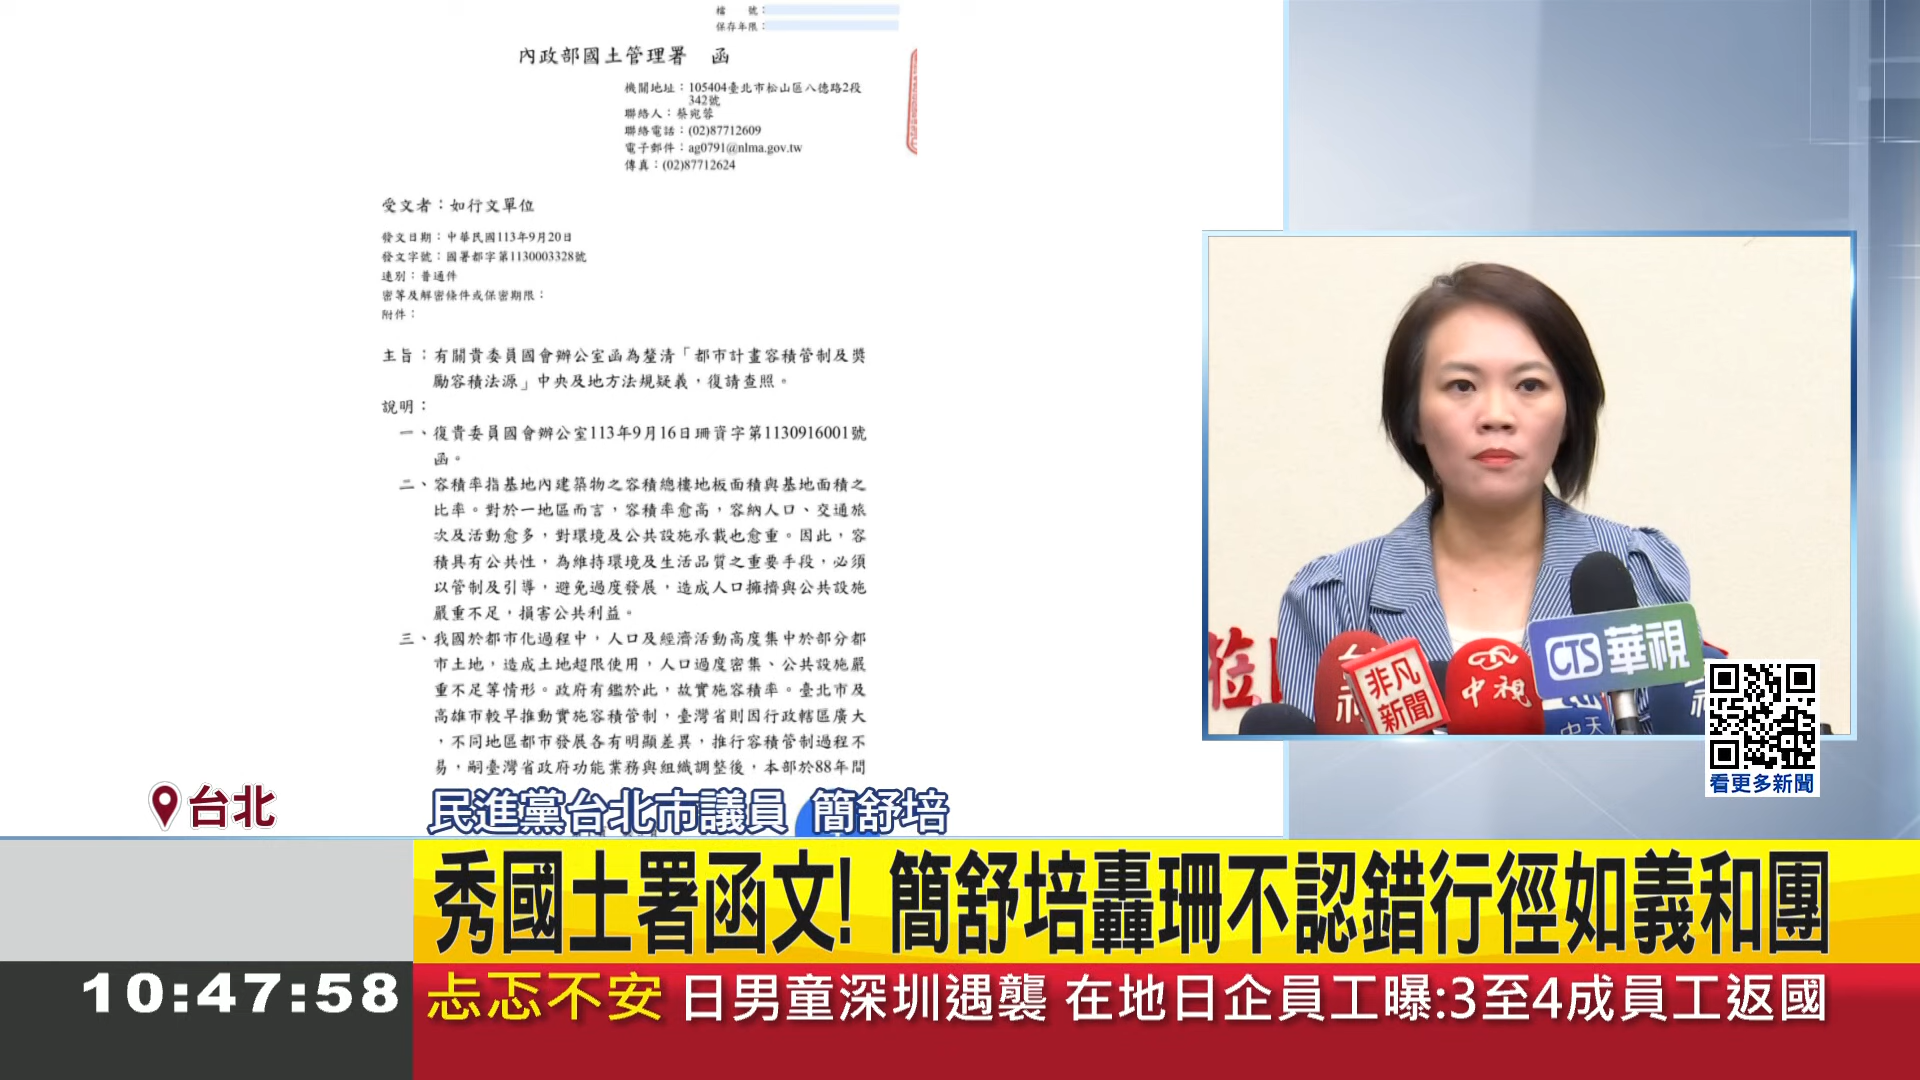 檔　號：
保存年限：
內政部國土管理署　函
機關地址：105404臺北市松山區八德路2段
342號
聯絡人：蔡宛蓉
聯絡電話：(02)87712609
電子郵件：ag0791@nlma.gov.tw
傳真：(02)87712624
受文者：如行文單位
發文日期：中華民國113年9月20日
發文字號：國署都字第1130003328號
速別：普通件
密等及解密條件或保密期限：
附件：
主旨：有關貴委員國會辦公室函為釐清「都市計畫容積管制及獎
勵容積法源」中央及地方法規疑義，復請查照。
說明：
一、復貴委員國會辦公室113年9月16日珊資字第1130916001號
函。
二、容積率指基地內建築物之容積總樓地板面積與基地面積之
比率。對於一地區而言，容積率愈高，容納人口、交通旅
次及活動愈多，對環境及公共設施承載也愈重。因此，容
積具有公共性，為維持環境及生活品質之重要手段，必須
以管制及引導，避免過度發展，造成人口擁擠與公共設施
嚴重不足，損害公共利益。
三、我國於都市化過程中，人口及經濟活動高度集中於部分都
市土地，造成土地超限使用，人口過度密集、公共設施嚴
重不足等情形。政府有鑑於此，故實施容積率。臺北市及
高雄市較早推動實施容積管制，臺灣省則因行政轄區廣大
，不同地區都市發展各有明顯差異，推行容積管制過程不
易，嗣臺灣省政府功能業務與組織調整後，本部於88年間
非凡
新聞
中視
CTS華視
中天
看更多新聞
台北
民進黨台北市議員 簡舒培
秀國土署函文! 簡舒培轟珊不認錯行徑如義和團
10:47:58
忐忑不安 日男童深圳遇襲 在地日企員工曝:3至4成員工返國